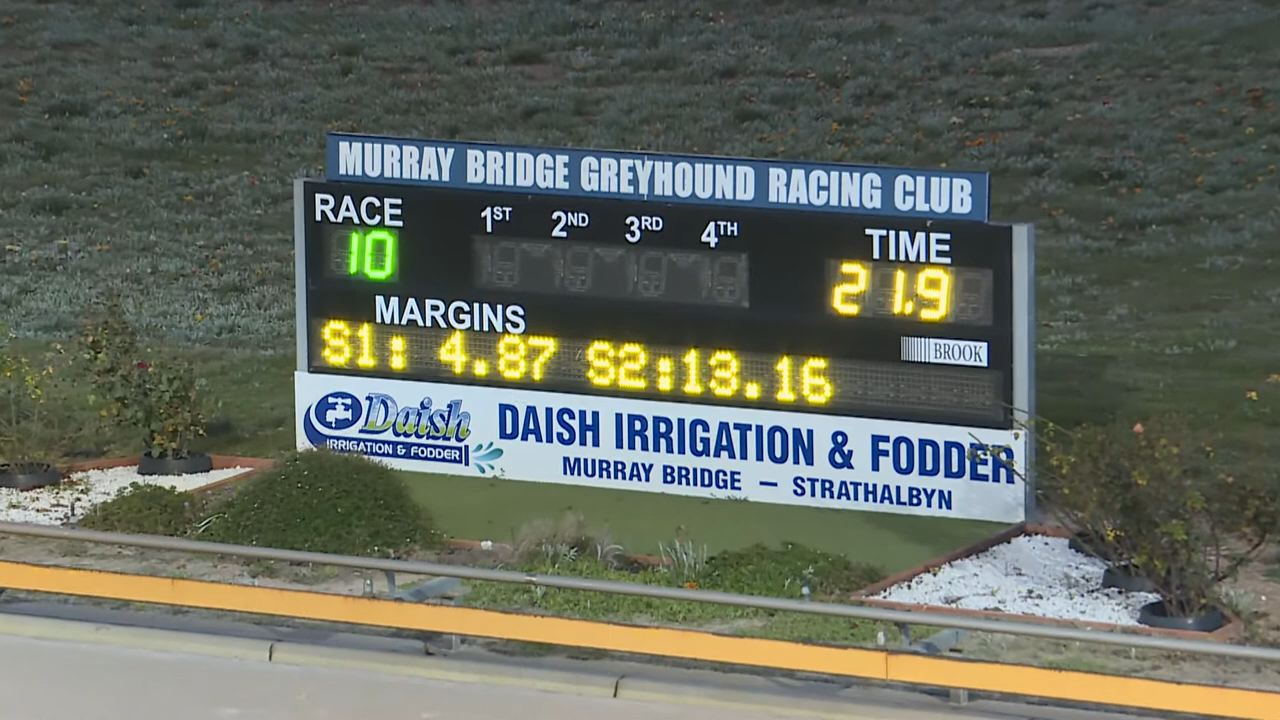 MURRAY BRIDGE GREYHOUND RACING CLUB
RACE 1ST 2ND 3RD 4TH TIME
10 21.9
MARGINS
BROOK
S1: 4.87 S2:13.16
Daish
IRRIGATION & FODDER
DAISH IRRIGATION & FODDER
MURRAY BRIDGE – STRATHALBYN